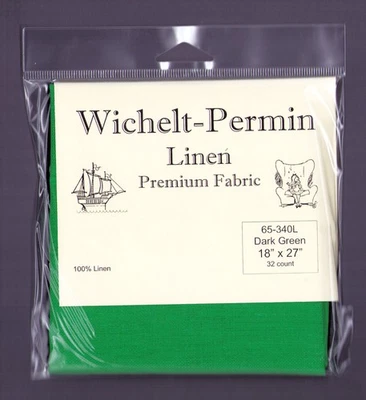 Wichelt-Permin
Linen
Premium Fabric
65-340L
Dark Green
18" x 27"
32 count
100% Linen